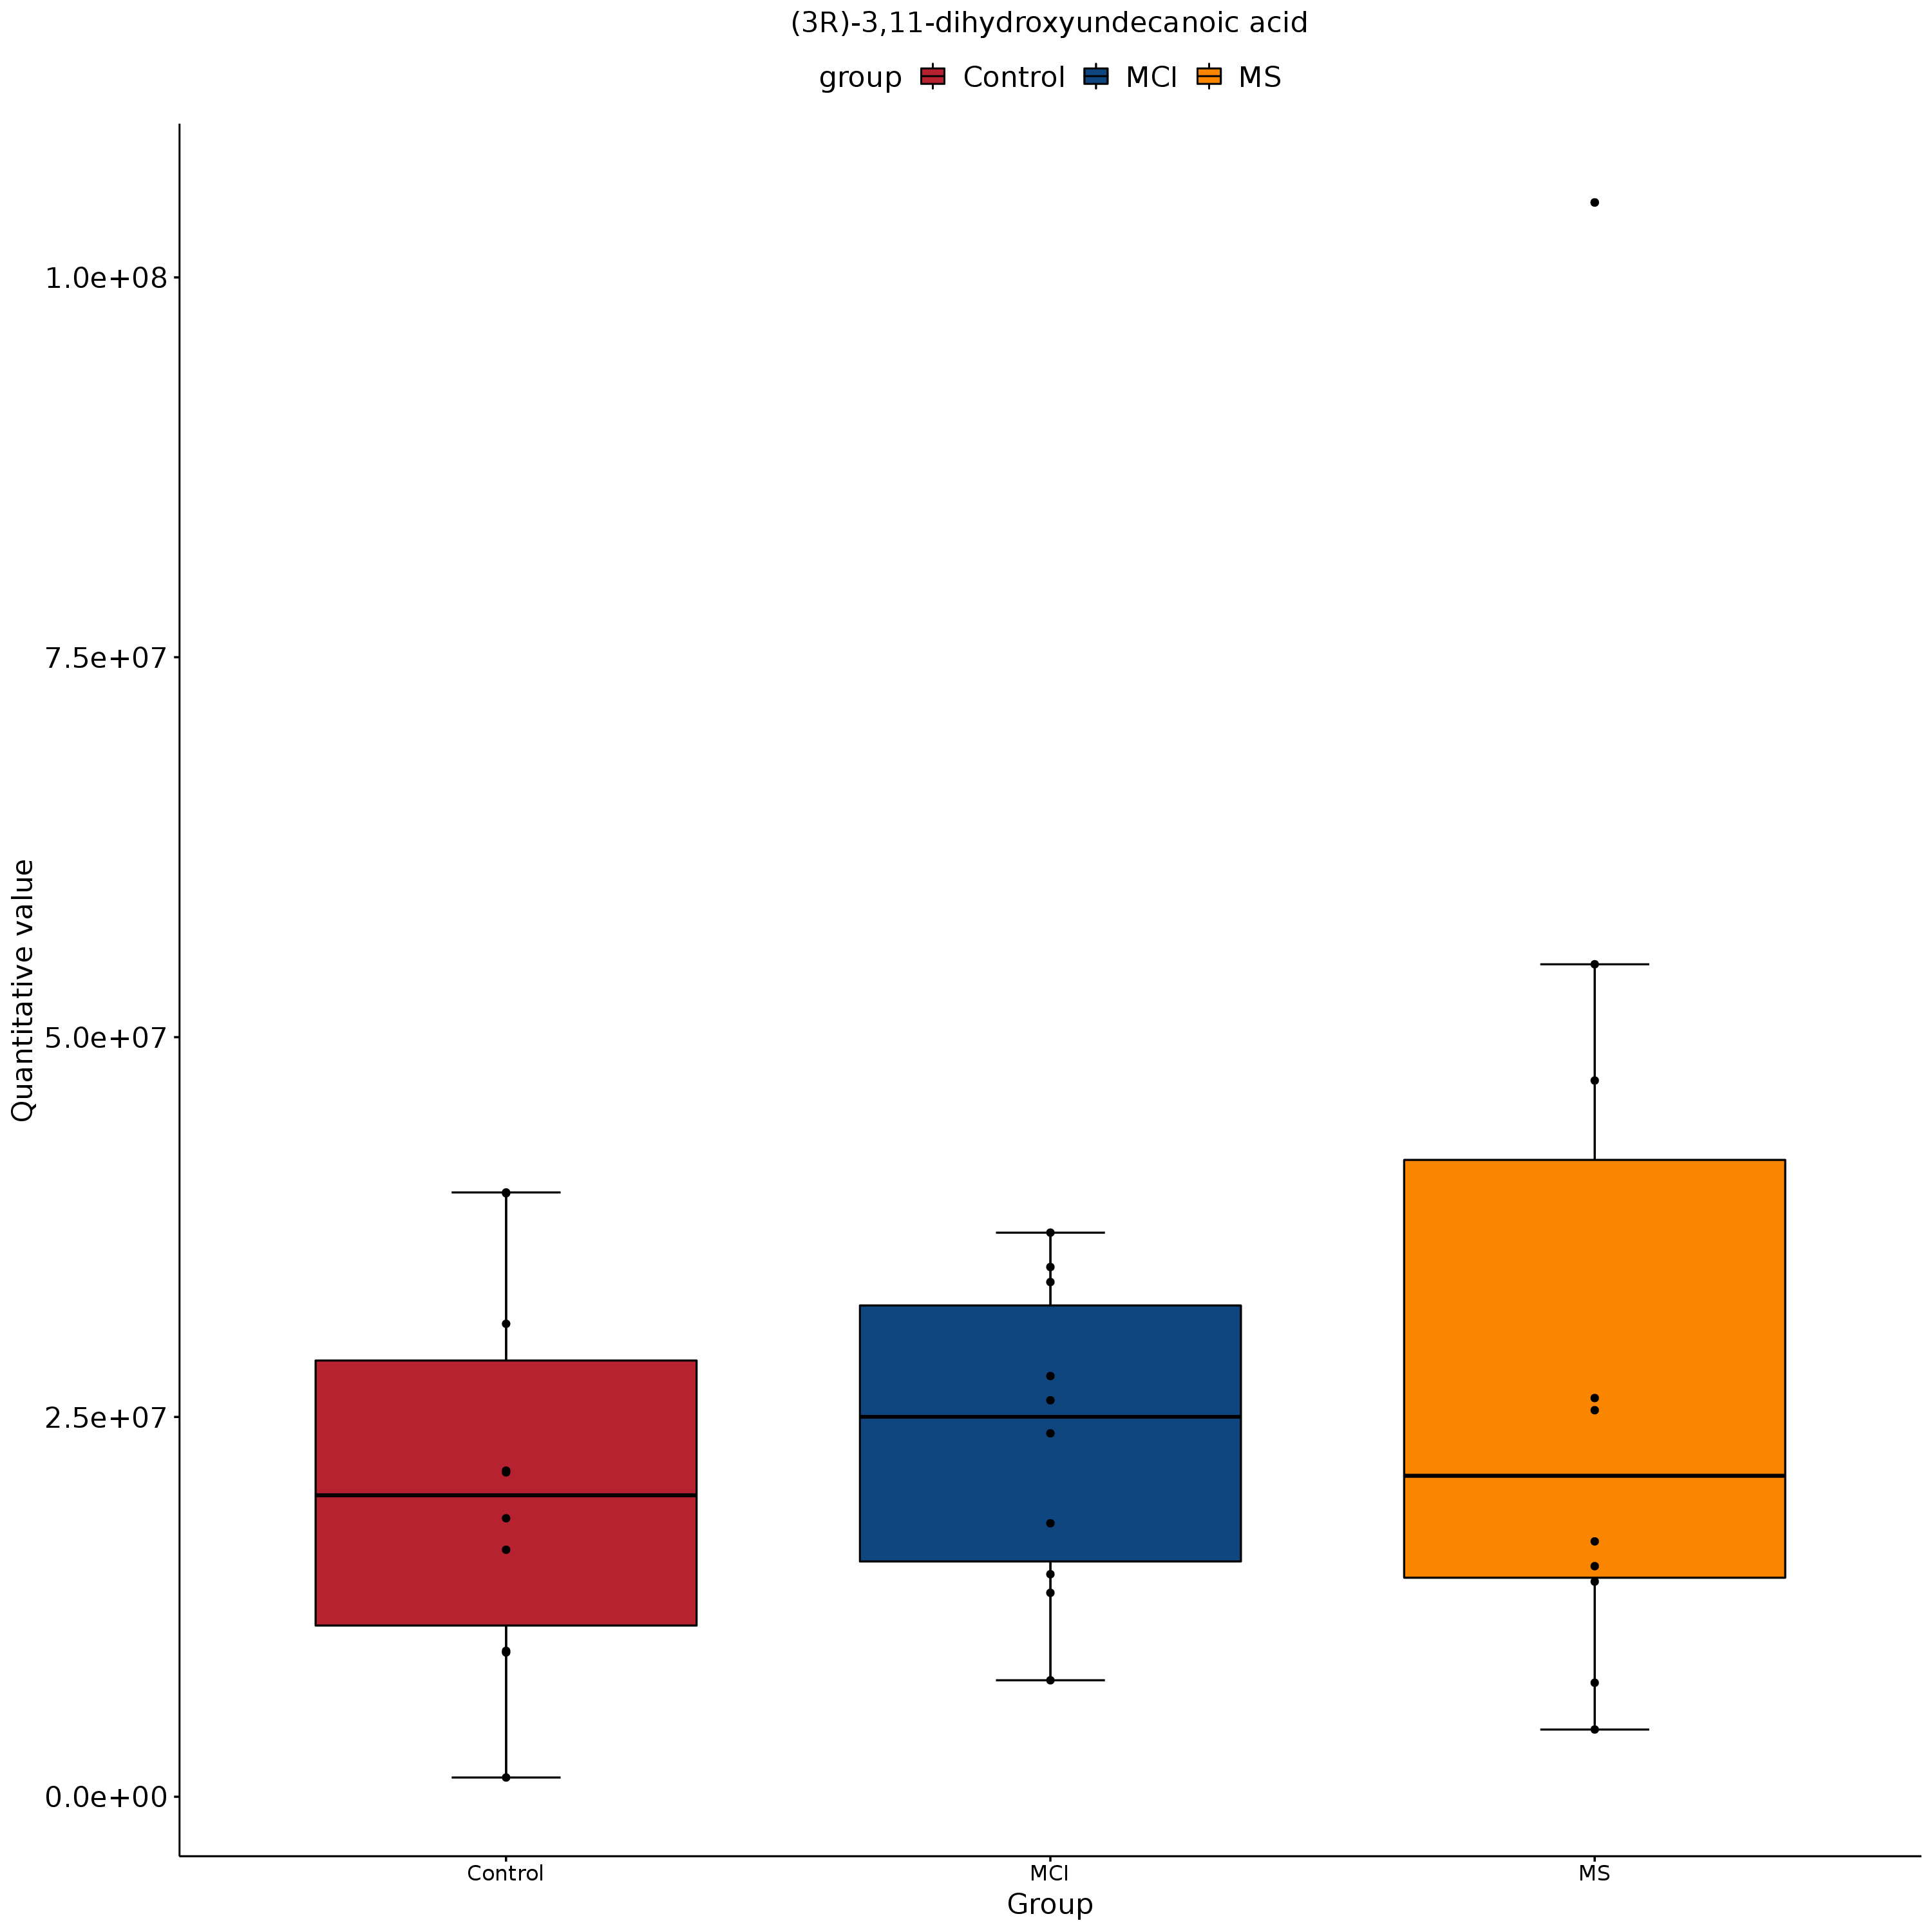 (3R)-3,11-dihydroxyundecanoic acid
group Control MCI MS
1.0e+08
7.5e+07
5.0e+07
2.5e+07
0.0e+00
Quantitative value
Control MCI MS
Group